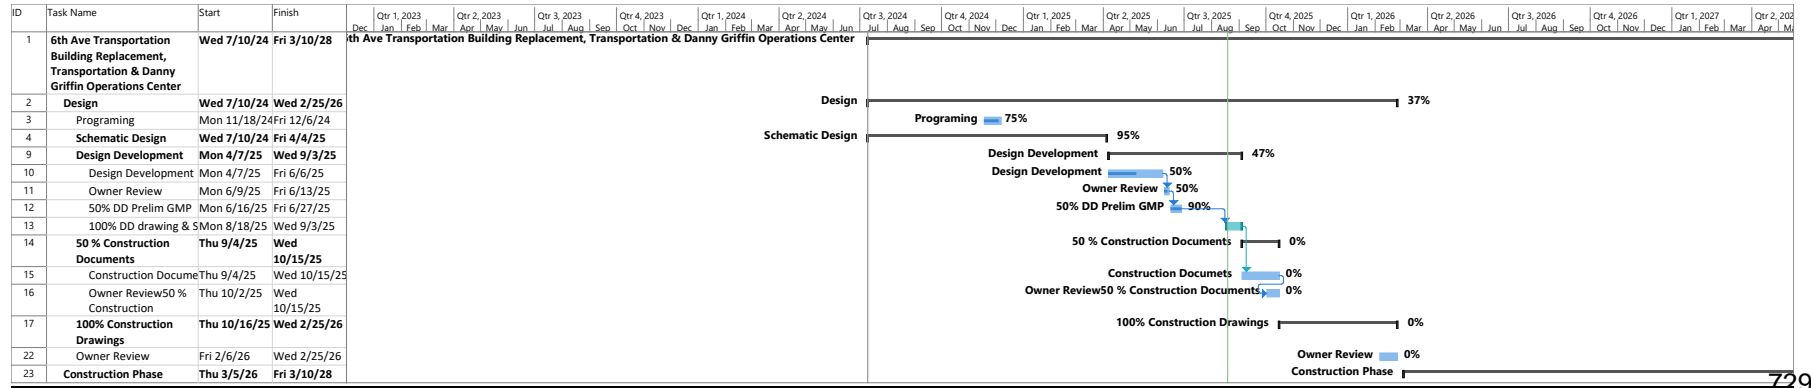 ID Task Name Start Finish Qtr 1, 2023 Qtr 2, 2023 Qtr 3, 2023 Qtr 4, 2023 Qtr 1, 2024 Qtr 2, 2024 Qtr 3, 2024 Qtr 4, 2024 Qtr 1, 2025 Qtr 2, 2025 Qtr 3, 2025 Qtr 4, 2025 Qtr 1, 2026 Qtr 2, 2026 Qtr 3, 2026 Qtr 4, 2026 Qtr 1, 2027 Qtr 2, 202
Dec Jan Feb Mar Apr May Jun Jul Aug Sep Oct Nov Dec Jan Feb Mar Apr May Jun Jul Aug Sep Oct Nov Dec Jan Feb Mar Apr May Jun Jul Aug Sep Oct Nov Dec Jan Feb Mar Apr May Jun Jul Aug Sep Oct Nov Dec Jan Feb Mar Apr
1 6th Ave Transportation Wed 7/10/24 Fri 3/10/28 6th Ave Transportation Building Replacement, Transportation & Danny Griffin Operations Center
Building Replacement,
Transportation & Danny
Griffin Operations Center
2 Design Wed 7/10/24 Wed 2/25/26 Design 37%
3 Programing Mon 11/18/24 Fri 12/6/24 Programing 75%
4 Schematic Design Wed 7/10/24 Fri 4/4/25 Schematic Design 95%
9 Design Development Mon 4/7/25 Wed 9/3/25 Design Development 47%
10 Design Development Mon 4/7/25 Fri 6/6/25 Design Development 50%
11 Owner Review Mon 6/9/25 Fri 6/13/25 Owner Review 50%
12 50% DD Prelim GMP Mon 6/16/25 Fri 6/27/25 50% DD Prelim GMP 90%
13 100% DD drawing & S Mon 8/18/25 Wed 9/3/25
14 50 % Construction Thu 9/4/25 Wed 50 % Construction Documents 0%
Documents 10/15/25
15 Construction Docume Thu 9/4/25 Wed 10/15/25 Construction Documets 0%
16 Owner Review50 % Thu 10/2/25 Wed Owner Review50 % Construction Documents 0%
Construction 10/15/25
17 100% Construction Thu 10/16/25 Wed 2/25/26 100% Construction Drawings 0%
Drawings
22 Owner Review Fri 2/6/26 Wed 2/25/26 Owner Review 0%
23 Construction Phase Thu 3/5/26 Fri 3/10/28 Construction Phase
729